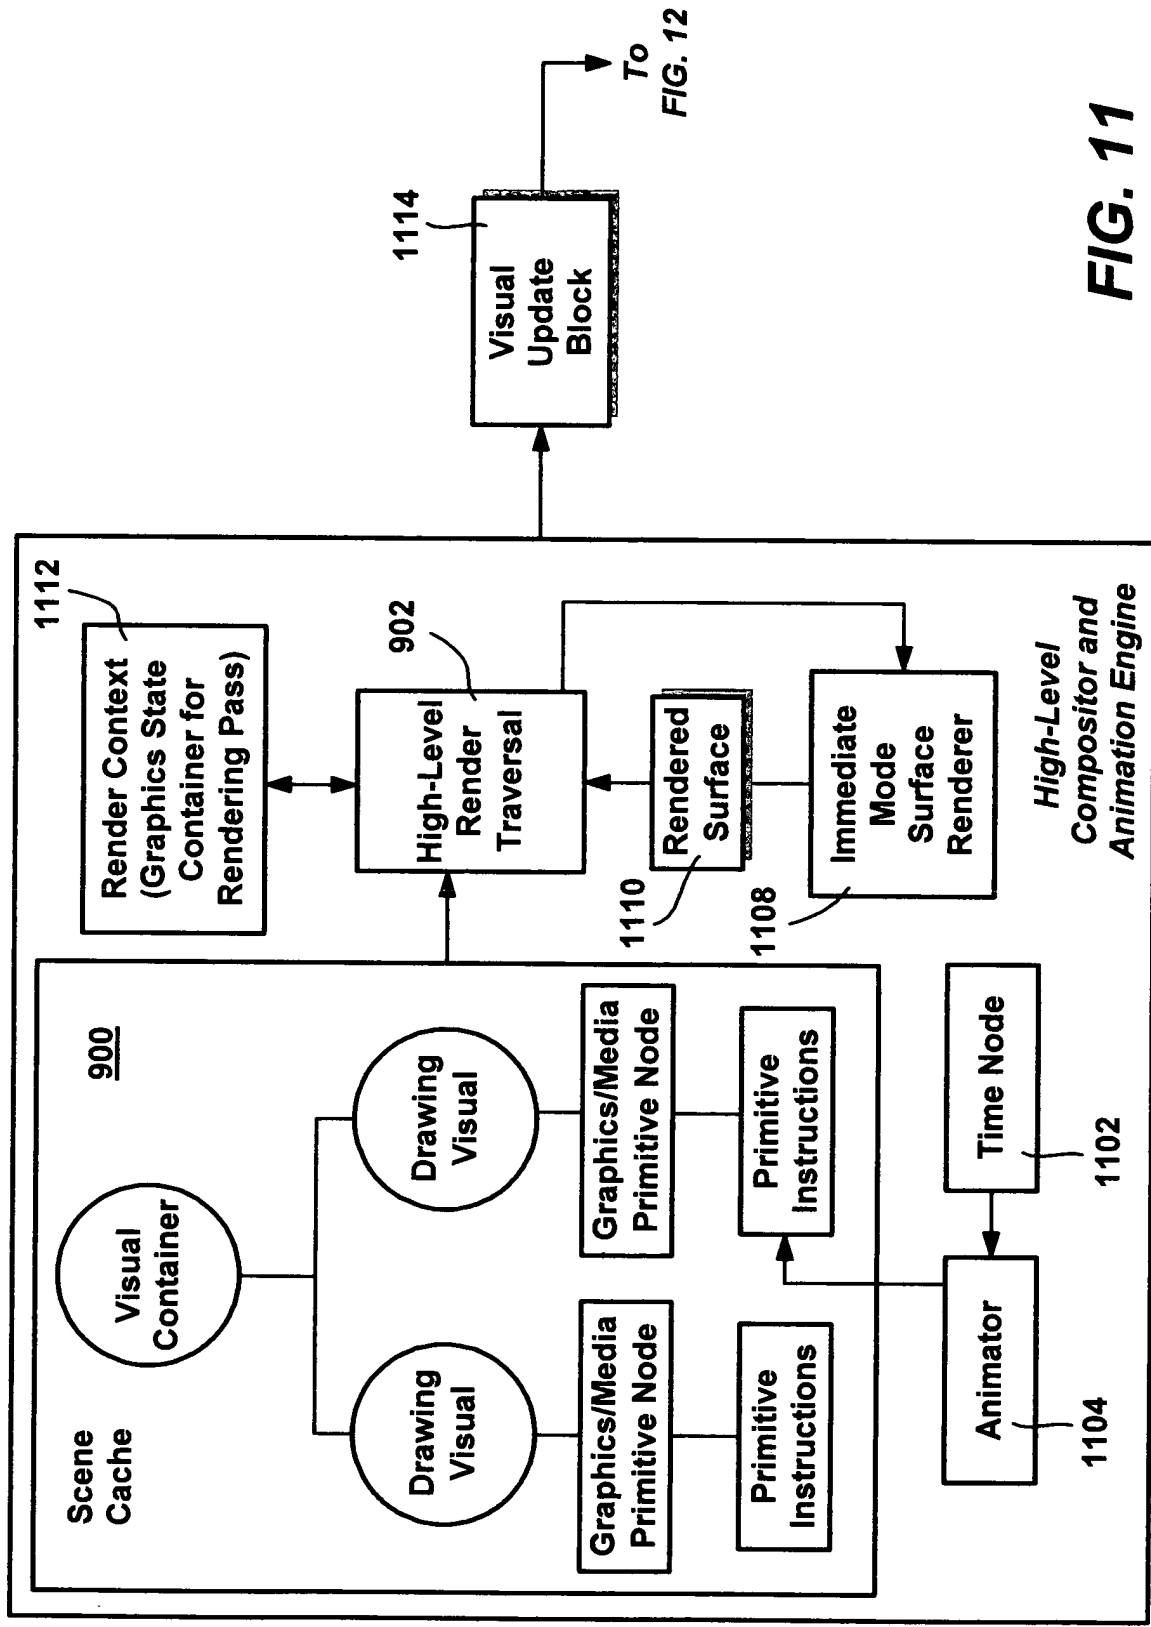 Scene
Cache
900
Visual
Container
Drawing
Visual
Drawing
Visual
Graphics/Media
Primitive Node
Graphics/Media
Primitive Node
Primitive
Instructions
Primitive
Instructions
Animator
1104
Time Node
1102
1112
Render Context
(Graphics State
Container for
Rendering Pass)
902
High-Level
Render
Traversal
Rendered
Surface
1110
Immediate
Mode
Surface
Renderer
1108
High-Level
Compositor and
Animation Engine
1114
Visual
Update
Block
To
FIG. 12
FIG. 11